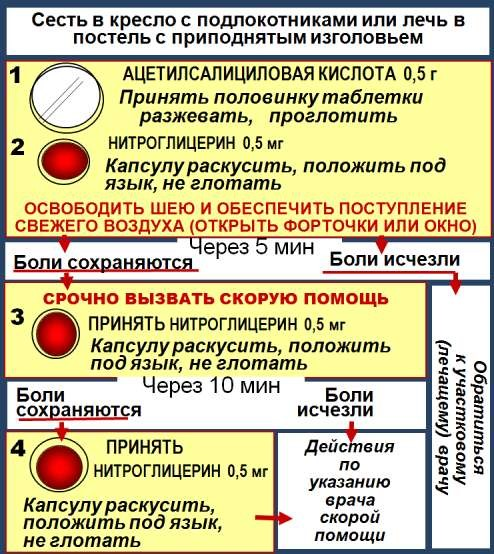 Сесть в кресло с подлокотниками или лечь в
постель с приподнятым изголовьем
1 АЦЕТИЛСАЛИЦИЛОВАЯ КИСЛОТА 0,5 г
Принять половинку таблетки
разжевать, проглотить
2 НИТРОГЛИЦЕРИН 0,5 мг
Капсулу раскусить, положить под
язык, не глотать
ОСВОБОДИТЬ ШЕЮ И ОБЕСПЕЧИТЬ ПОСТУПЛЕНИЕ
СВЕЖЕГО ВОЗДУХА (ОТКРЫТЬ ФОРТОЧКИ ИЛИ ОКНО)
Через 5 мин
Боли сохраняются
Боли исчезли
СРОЧНО ВЫЗВАТЬ СКОРУЮ ПОМОЩЬ
3 ПРИНЯТЬ НИТРОГЛИЦЕРИН 0,5 мг
Капсулу раскусить, положить
под язык, не глотать
Через 10 мин
Боли
сохраняются
Боли
исчезли
4 ПРИНЯТЬ
НИТРОГЛИЦЕРИН 0,5 мг
Капсулу раскусить,
положить под язык,
не глотать
Действия
по
указанию
врача
скорой
помощи
Обратиться
к участковому
(лечащему) врачу